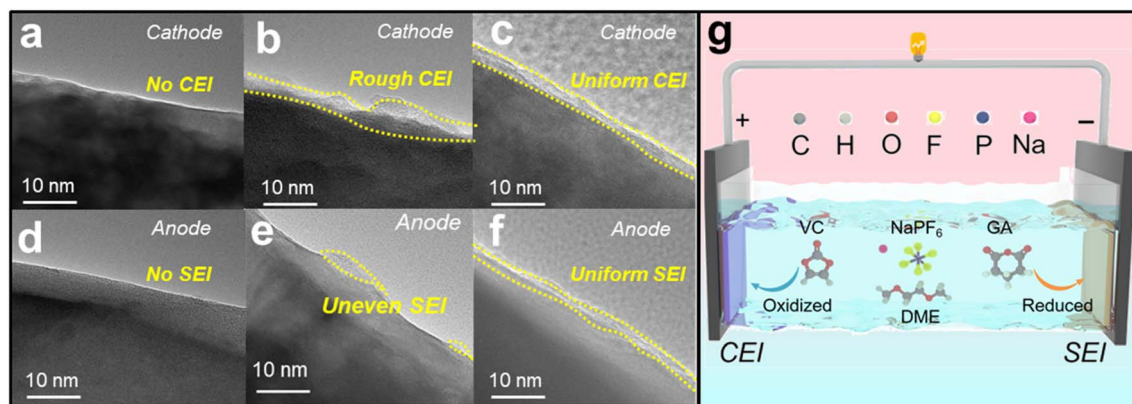 a
Cathode
No CEI
10 nm
b
Cathode
Rough CEI
10 nm
c
Cathode
Uniform CEI
10 nm
d
Anode
No SEI
10 nm
e
Anode
Uneven SEI
10 nm
f
Anode
Uniform SEI
10 nm
g
+ −
C H O F P Na
VC NaPF₆ GA
Oxidized DME Reduced
CEI SEI